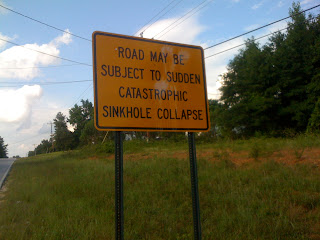 ROAD MAY BE
SUBJECT TO SUDDEN
CATASTROPHIC
SINKHOLE COLLAPSE